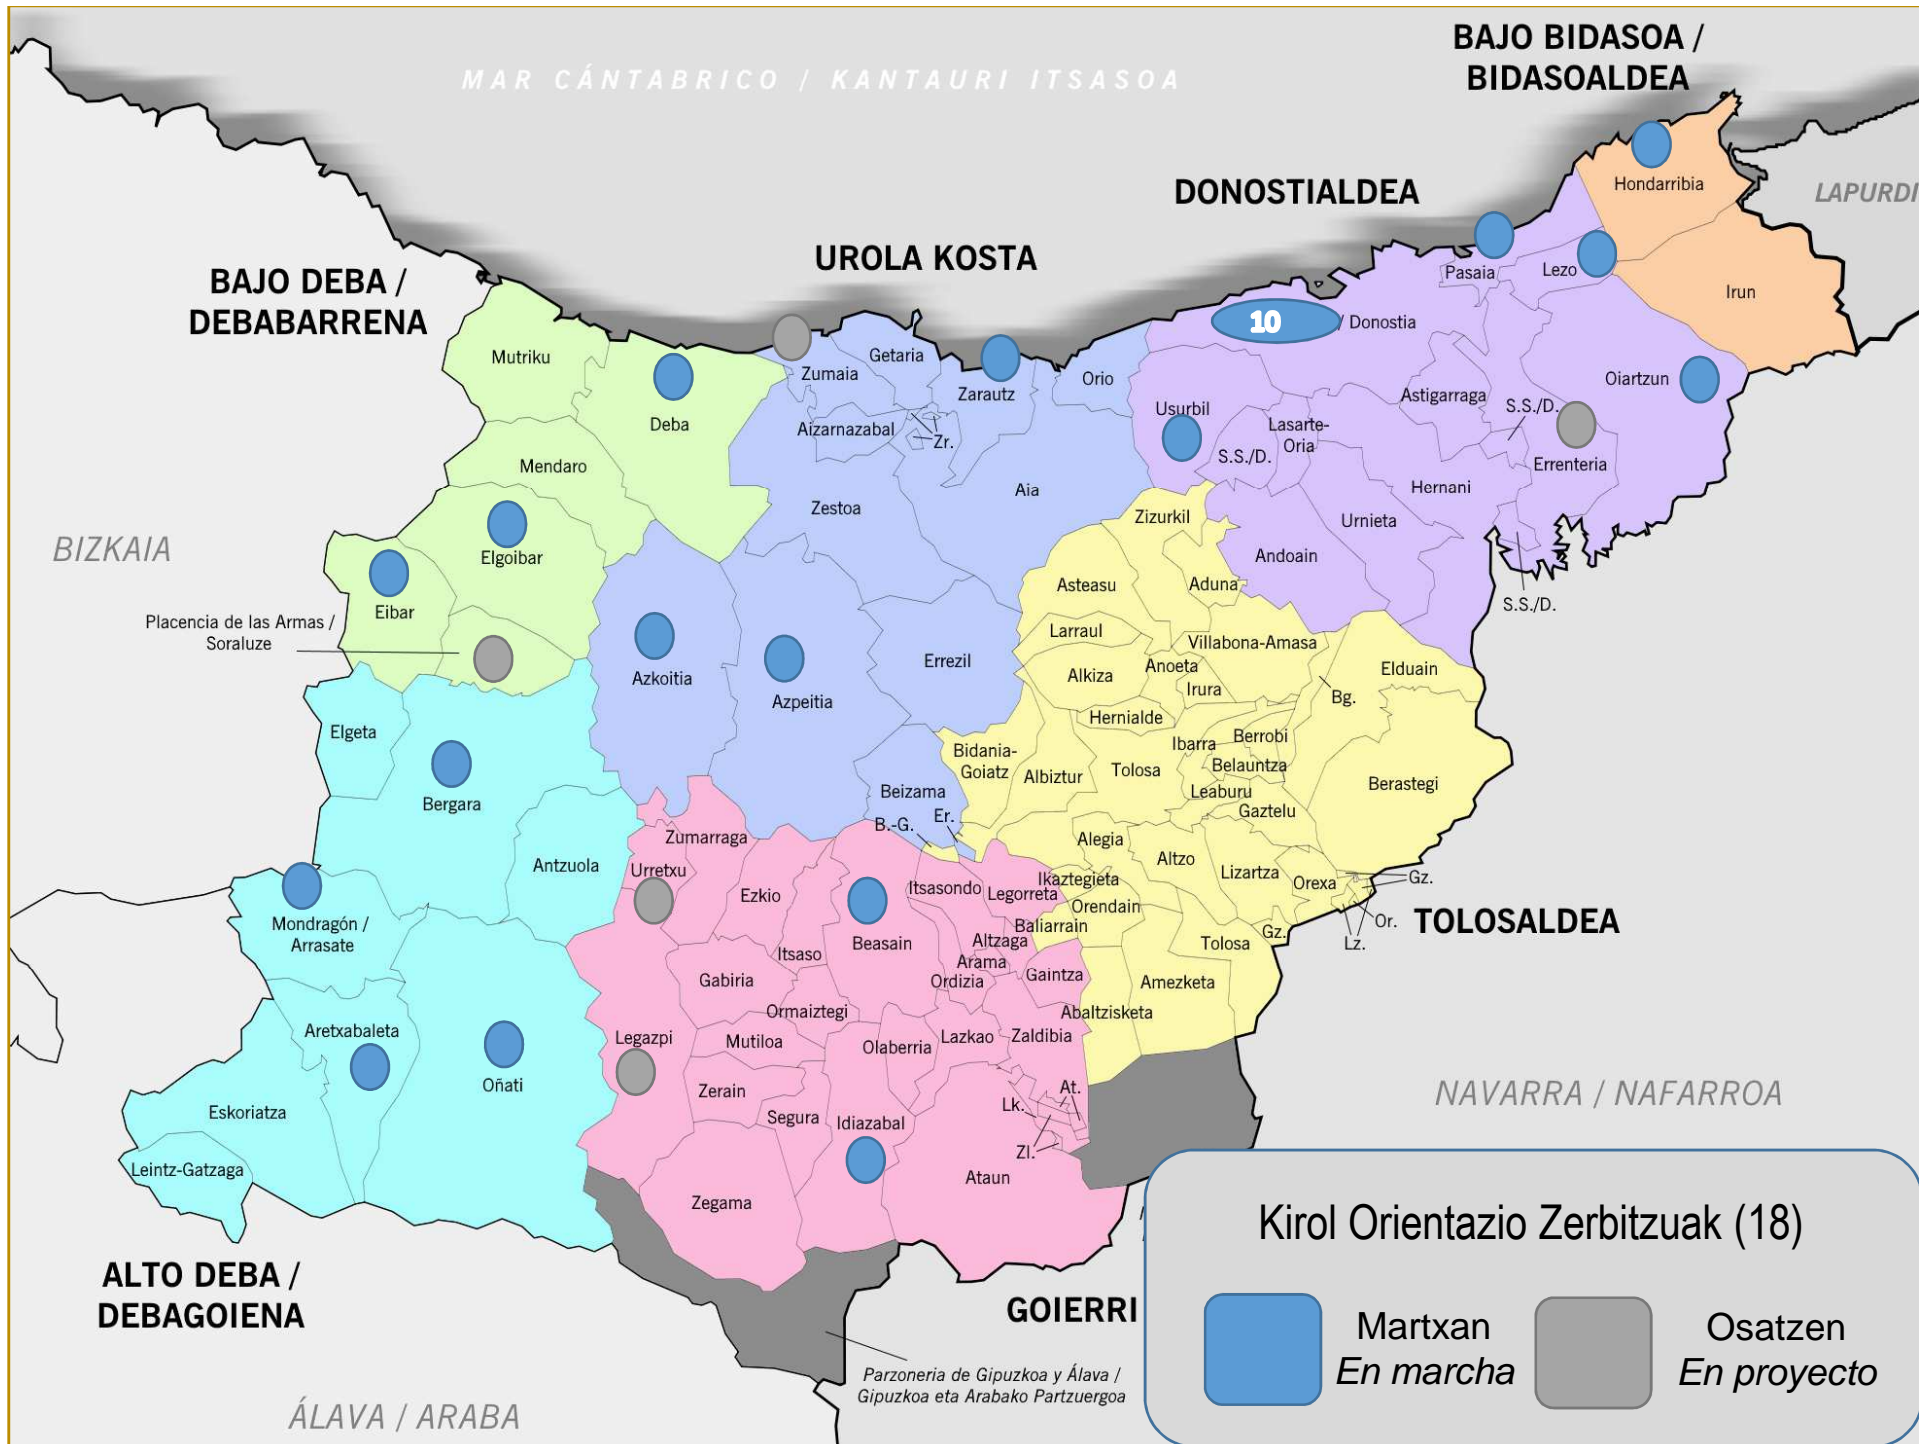 BAJO BIDASOA /
BIDASOALDEA
MAR CÁNTABRICO / KANTAURI ITSASOA
DONOSTIALDEA
Hondarribia
LAPURDI
UROLA KOSTA
BAJO DEBA /
DEBABARRENA
Pasaia
Lezo
Irun
10
/ Donostia
Mutriku
Getaria
Zumaia
Zarautz
Orio
Oiartzun
Astigarraga
S.S./D.
Usurbil
Lasarte-
Oria
Deba
Aizarnazabal
Zr.
S.S./D.
Errenteria
Mendaro
Hernani
Aia
Zestoa
Zizurkil
Urnieta
BIZKAIA
Elgoibar
Andoain
Asteasu
Aduna
Eibar
S.S./D.
Placencia de las Armas /
Soraluze
Larraul
Villabona-Amasa
Errezil
Anoeta
Elduain
Azkoitia
Alkiza
Irura
Bg.
Azpeitia
Hernialde
Elgeta
Ibarra
Berrobi
Bidania-
Goiatz
Belauntza
Albiztur
Tolosa
Berastegi
Beizama
Leaburu
Bergara
Gaztelu
B.-G.
Er.
Zumarraga
Alegia
Altzo
Antzuola
Urretxu
Lizartza
Ikaztegieta
Itsasondo
Legorreta
Orexa
Gz.
Ezkio
Orendain
Or.
TOLOSALDEA
Mondragón /
Arrasate
Baliarrain
Gz.
Lz.
Beasain
Altzaga
Tolosa
Itsaso
Arama
Gaintza
Gabiria
Ordizia
Amezketa
Ormaiztegi
Abaltzisketa
Aretxabaleta
Legazpi
Mutiloa
Olaberria
Lazkao
Zaldibia
Oñati
Zerain
At.
NAVARRA / NAFARROA
Eskoriatza
Lk.
Segura
Idiazabal
Zl.
Leintz-Gatzaga
Ataun
Zegama
Kirol Orientazio Zerbitzuak (18)
ALTO DEBA /
DEBAGOIENA
GOIERRI
Martxan
En marcha
Osatzen
En proyecto
Parzoneria de Gipuzkoa y Álava /
Gipuzkoa eta Arabako Partzuergoa
ÁLAVA / ARABA